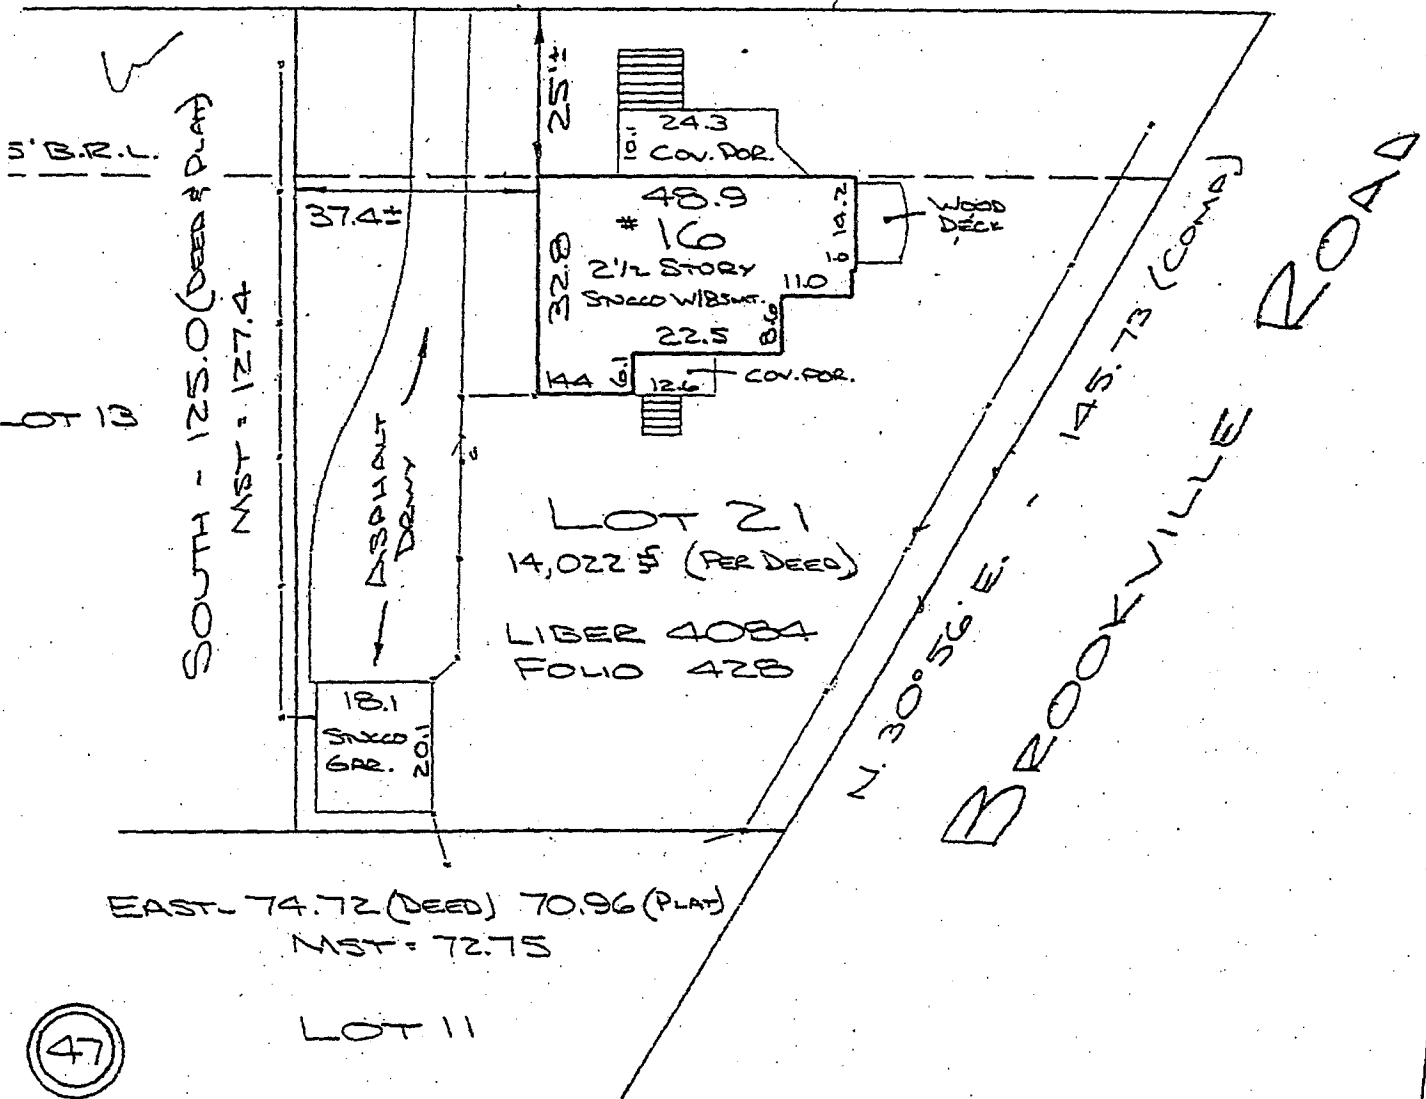 25'±
24.3
10.1
COV. POR.
5' B.R.L.
37.4±
48.9
# 16
2 1/2 STORY
STUCCO W/BSMT.
32.8
14.2
WOOD
DECK
11.0
22.5
8.6
14.4
6.1
12.6
COV. POR.
SOUTH - 125.0 (DEED & PLAT)
MST = 127.4
LOT 13
ASPHALT
DRWY
LOT 21
14,022 (PER DEED)
LIBER 4084
FOLIO 428
18.1
STUCCO
GAR.
20.1
N. 30° 56' E. - 145.73 (COMP)
BROOKVILLE ROAD
EAST - 74.72 (DEED) 70.96 (PLAT)
MST = 72.75
LOT 11
47